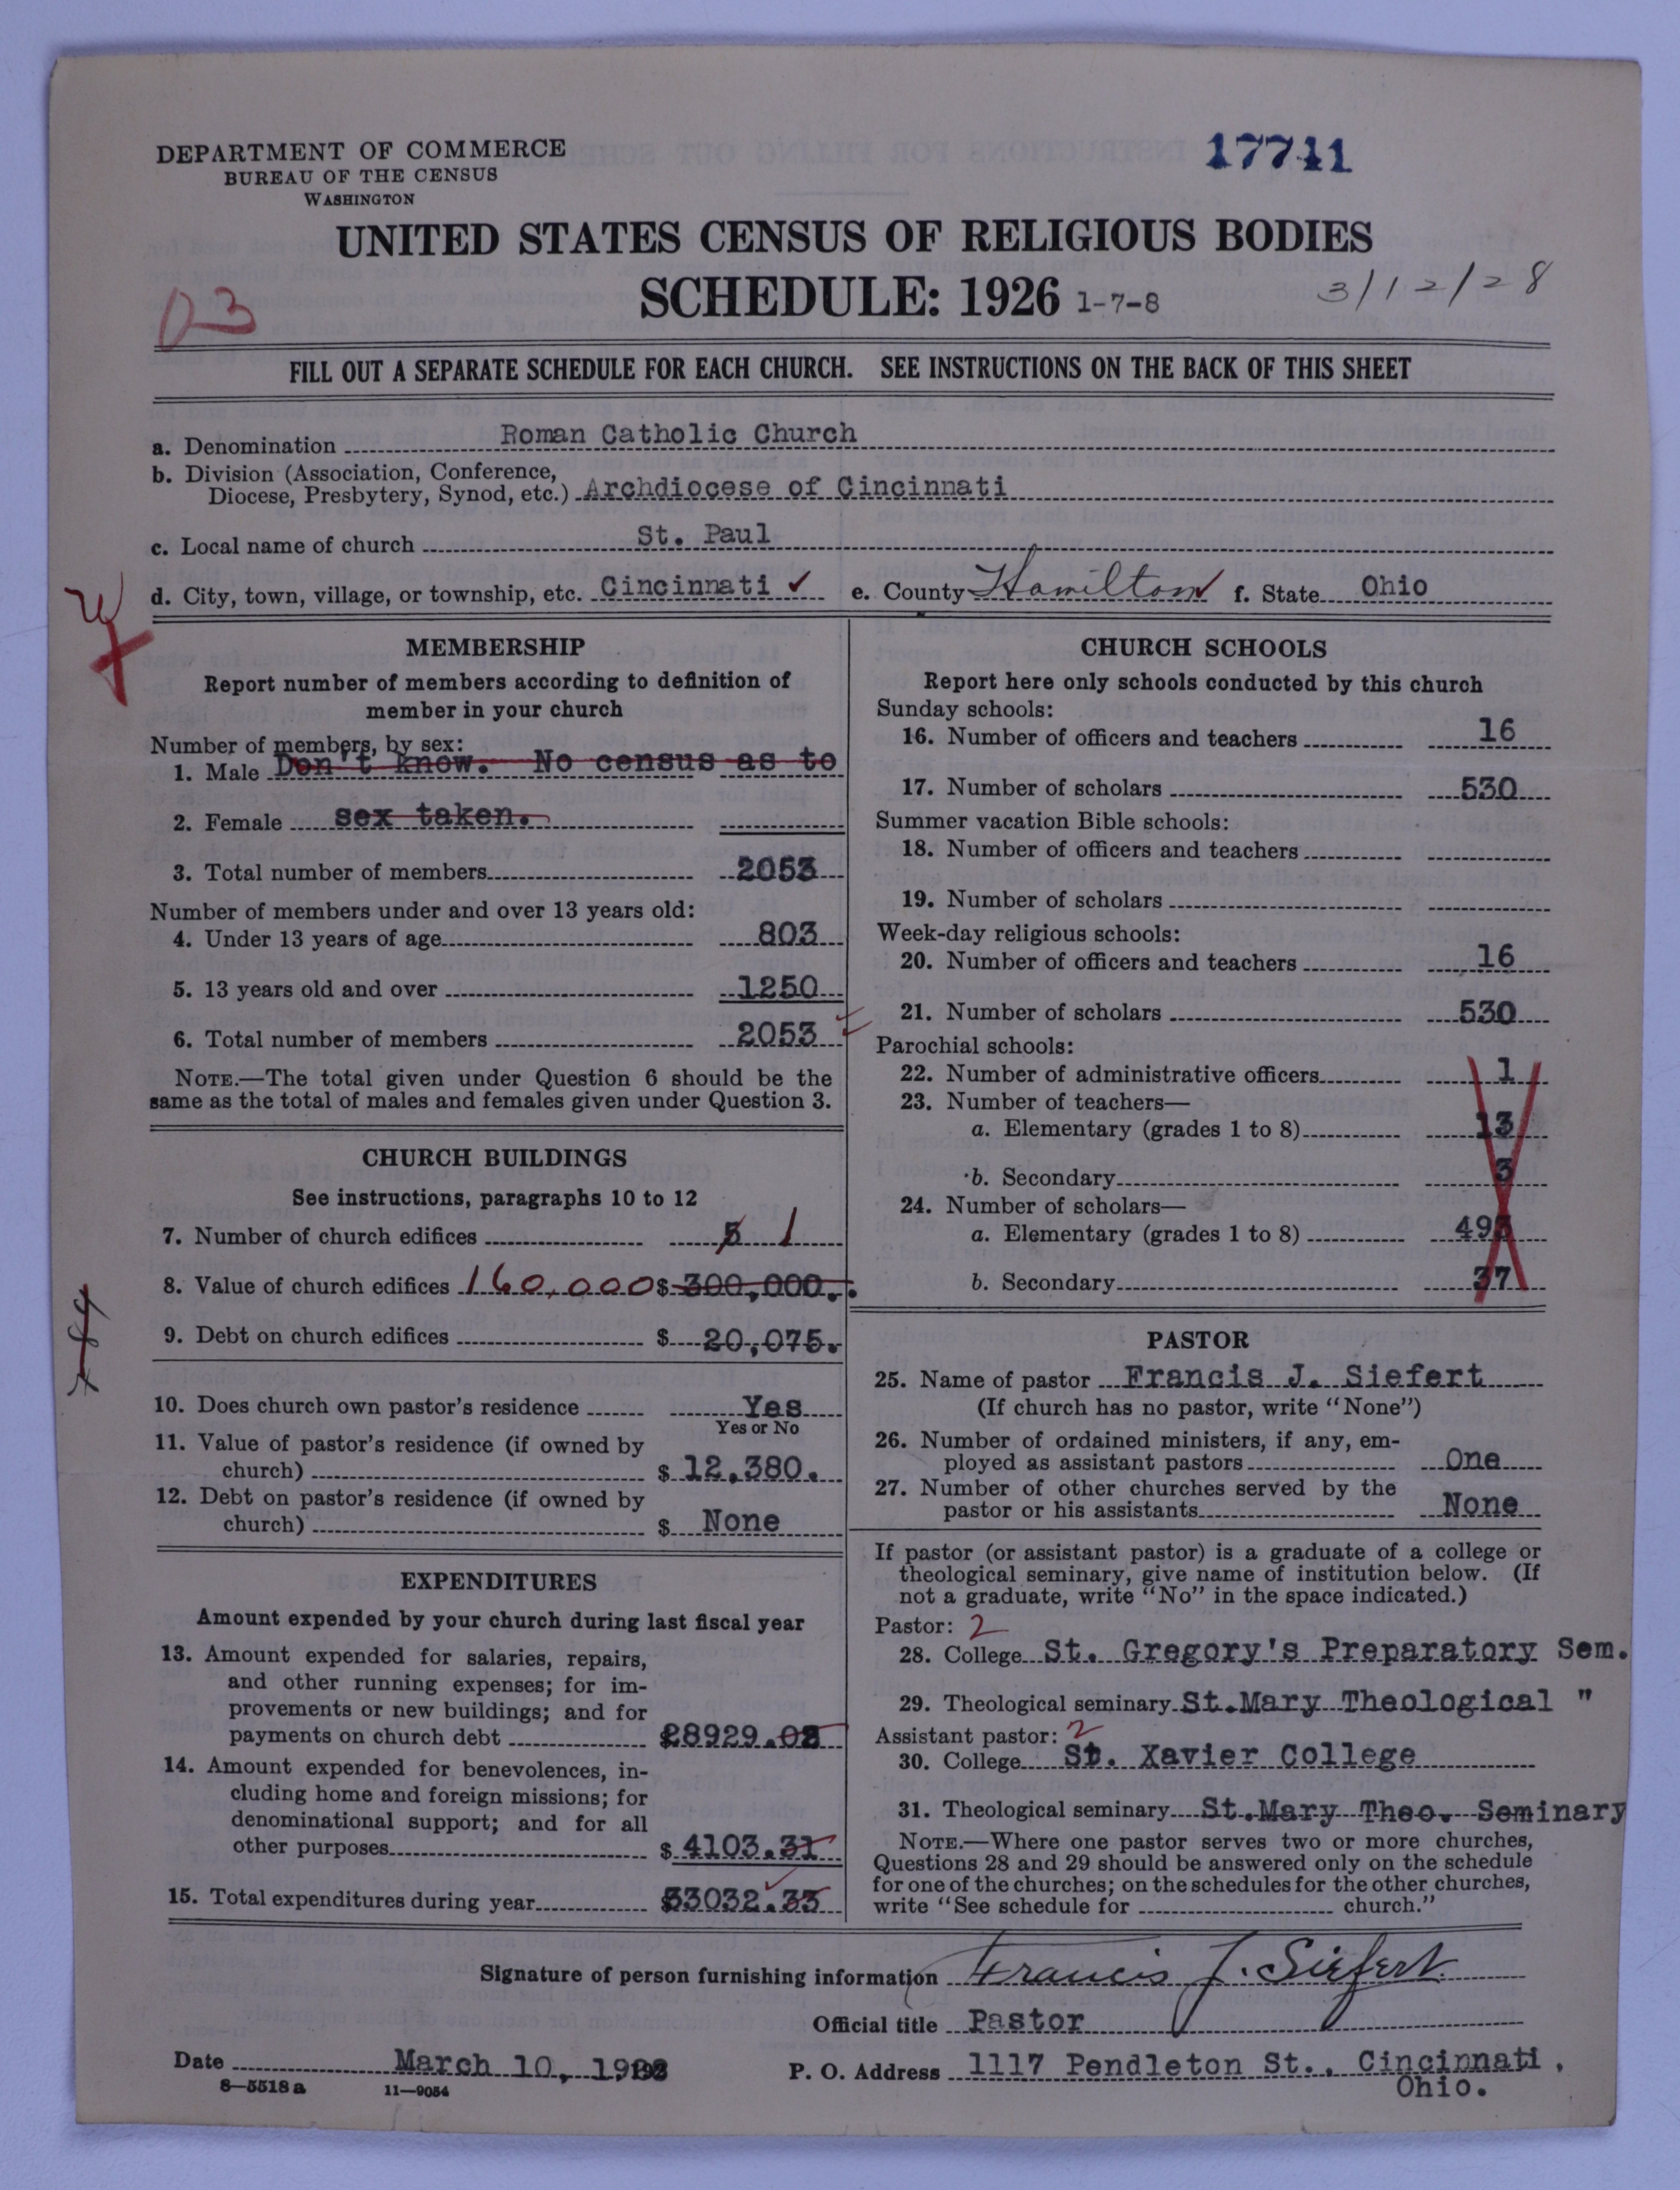 DEPARTMENT OF COMMERCE
BUREAU OF THE CENSUS
WASHINGTON
17711
UNITED STATES CENSUS OF RELIGIOUS BODIES
SCHEDULE: 1926 1-7-8
3/12/28
FILL OUT A SEPARATE SCHEDULE FOR EACH CHURCH. SEE INSTRUCTIONS ON THE BACK OF THIS SHEET
a. Denomination Roman Catholic Church
b. Division (Association, Conference,
Diocese, Presbytery, Synod, etc.) Archdiocese of Cincinnati
c. Local name of church St. Paul
d. City, town, village, or township, etc. Cincinnati ✓ e. County Hamilton ✓ f. State Ohio
MEMBERSHIP
Report number of members according to definition of
member in your church
Number of members, by sex:
1. Male Don't know. No census as to
2. Female sex taken.
3. Total number of members 2053
Number of members under and over 13 years old:
4. Under 13 years of age 803
5. 13 years old and over 1250
6. Total number of members 2053
NOTE.—The total given under Question 6 should be the
same as the total of males and females given under Question 3.
CHURCH BUILDINGS
See instructions, paragraphs 10 to 12
7. Number of church edifices 5 1
8. Value of church edifices 160,000 $ 300,000.
9. Debt on church edifices $ 20,075.
10. Does church own pastor's residence Yes
Yes or No
11. Value of pastor's residence (if owned by
church) $ 12,380.
12. Debt on pastor's residence (if owned by
church) $ None
EXPENDITURES
Amount expended by your church during last fiscal year
13. Amount expended for salaries, repairs,
and other running expenses; for im-
provements or new buildings; and for
payments on church debt $28929.02
14. Amount expended for benevolences, in-
cluding home and foreign missions; for
denominational support; and for all
other purposes $ 4103.31
15. Total expenditures during year $33032.33
CHURCH SCHOOLS
Report here only schools conducted by this church
Sunday schools:
16. Number of officers and teachers 16
17. Number of scholars 530
Summer vacation Bible schools:
18. Number of officers and teachers
19. Number of scholars
Week-day religious schools:
20. Number of officers and teachers 16
21. Number of scholars 530
Parochial schools:
22. Number of administrative officers 1
23. Number of teachers—
a. Elementary (grades 1 to 8) 13
b. Secondary 3
24. Number of scholars—
a. Elementary (grades 1 to 8) 493
b. Secondary 37
PASTOR
25. Name of pastor Francis J. Siefert
(If church has no pastor, write "None")
26. Number of ordained ministers, if any, em-
ployed as assistant pastors One
27. Number of other churches served by the
pastor or his assistants None
If pastor (or assistant pastor) is a graduate of a college or
theological seminary, give name of institution below. (If
not a graduate, write "No" in the space indicated.)
Pastor: 2
28. College St. Gregory's Preparatory Sem.
29. Theological seminary St.Mary Theological "
Assistant pastor: 2
30. College St. Xavier College
31. Theological seminary St.Mary Theo. Seminary
NOTE.—Where one pastor serves two or more churches,
Questions 28 and 29 should be answered only on the schedule
for one of the churches; on the schedules for the other churches,
write "See schedule for church."
Signature of person furnishing information Francis J. Siefert
Official title Pastor
Date March 10, 1928
P. O. Address 1117 Pendleton St., Cincinnati,
Ohio.
8—5518 a 11—9054